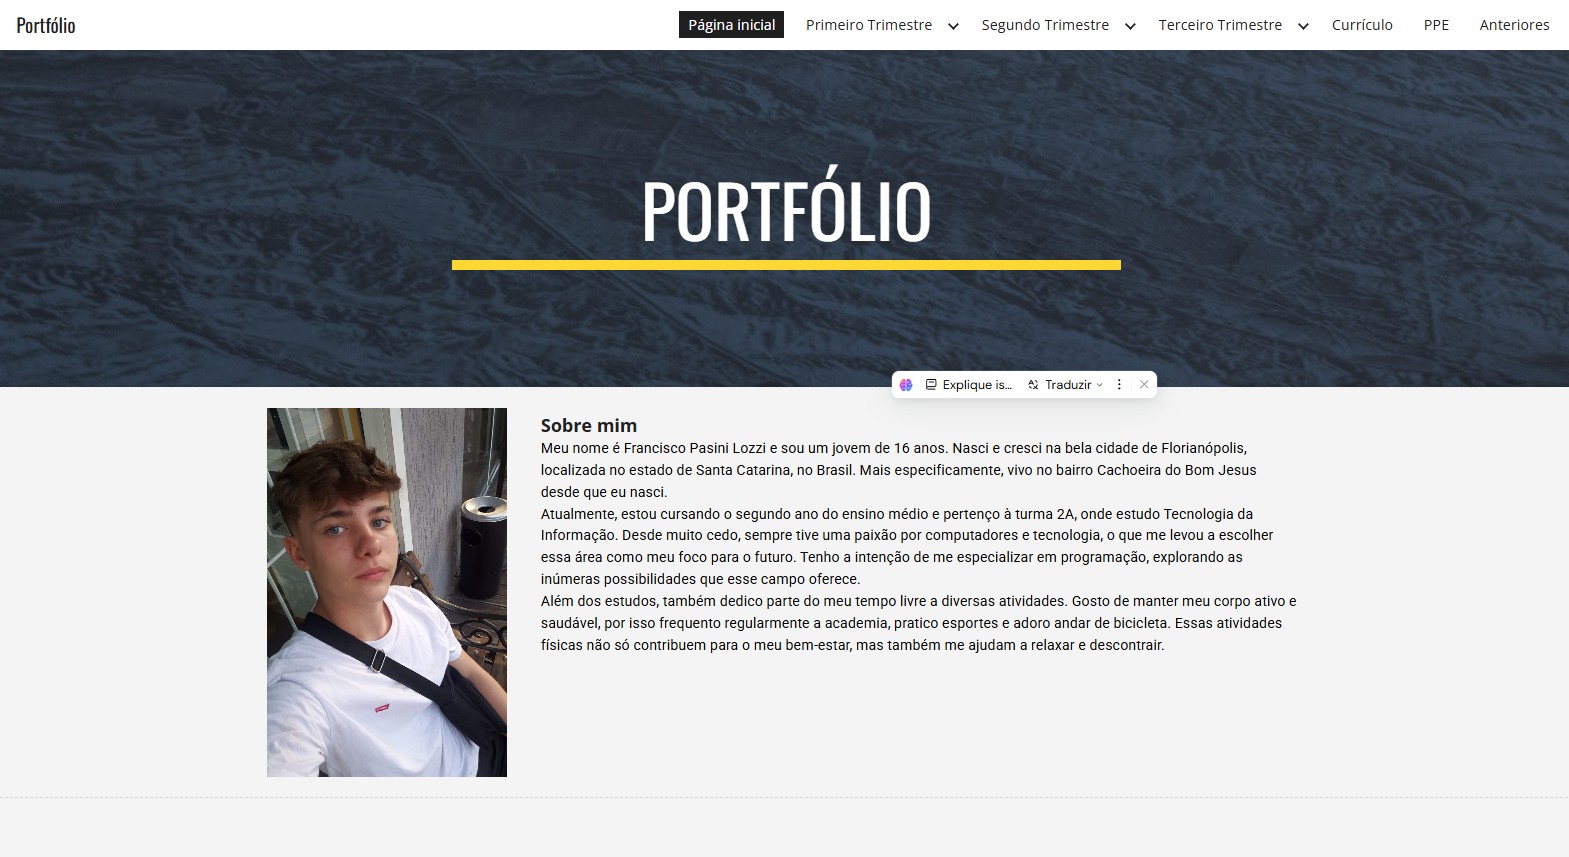 Portfólio
Página inicial
Primeiro Trimestre
Segundo Trimestre
Terceiro Trimestre
Currículo
PPE
Anteriores
PORTFÓLIO
Explique is...
Traduzir
Sobre mim
Meu nome é Francisco Pasini Lozzi e sou um jovem de 16 anos. Nasci e cresci na bela cidade de Florianópolis,
localizada no estado de Santa Catarina, no Brasil. Mais especificamente, vivo no bairro Cachoeira do Bom Jesus
desde que eu nasci.
Atualmente, estou cursando o segundo ano do ensino médio e pertenço à turma 2A, onde estudo Tecnologia da
Informação. Desde muito cedo, sempre tive uma paixão por computadores e tecnologia, o que me levou a escolher
essa área como meu foco para o futuro. Tenho a intenção de me especializar em programação, explorando as
inúmeras possibilidades que esse campo oferece.
Além dos estudos, também dedico parte do meu tempo livre a diversas atividades. Gosto de manter meu corpo ativo e
saudável, por isso frequento regularmente a academia, pratico esportes e adoro andar de bicicleta. Essas atividades
físicas não só contribuem para o meu bem-estar, mas também me ajudam a relaxar e descontrair.